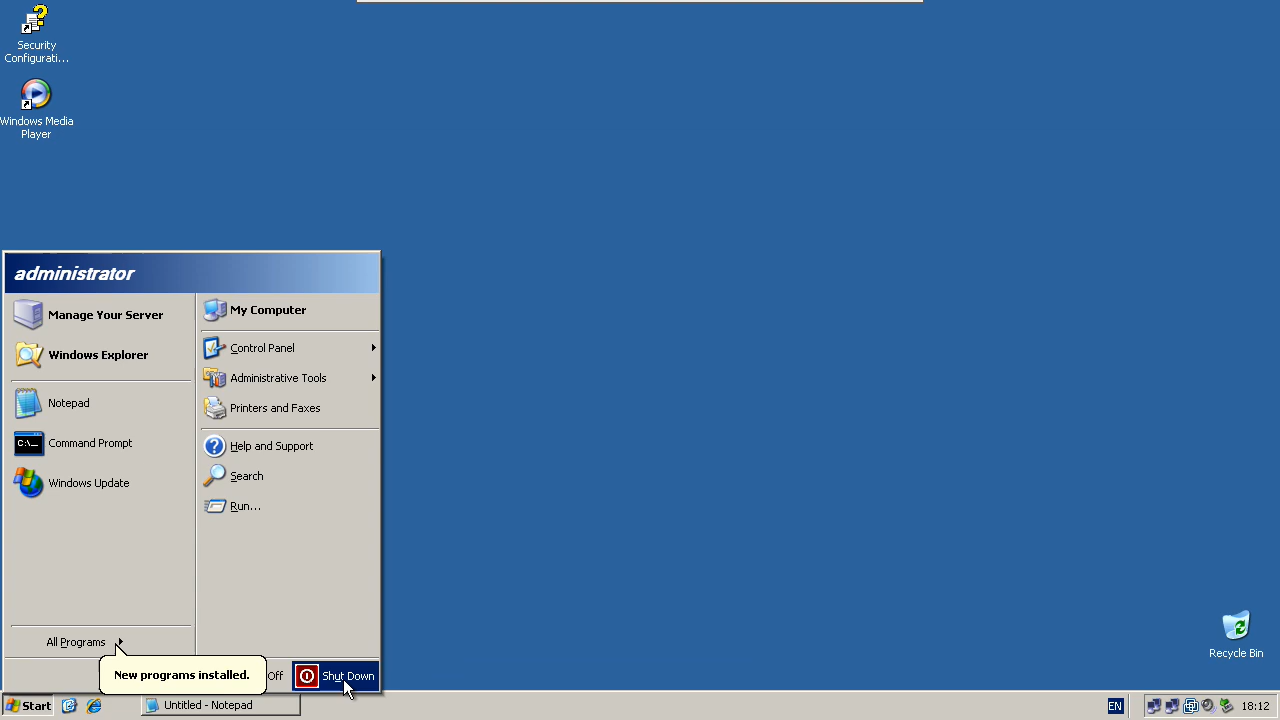 Security
Configurati...
Windows Media
Player
administrator
Manage Your Server
Windows Explorer
Notepad
C:\_
Command Prompt
Windows Update
All Programs
My Computer
Control Panel
Administrative Tools
Printers and Faxes
Help and Support
Search
Run...
New programs installed.
Off
Shut Down
Recycle Bin
Start
Untitled - Notepad
EN
18:12